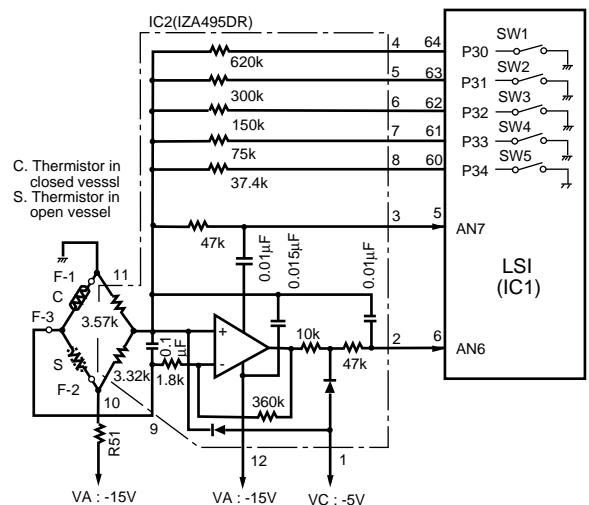 IC2(IZA495DR)
4 64
620k
P30 SW1
5 63
300k
P31 SW2
6 62
150k
P32 SW3
7 61
75k
P33 SW4
8 60
37.4k
P34 SW5
C. Thermistor in
closed vesssl
S. Thermistor in
open vessel
3 5
47k
AN7
0.01µF
0.015µF
0.01µF
LSI
(IC1)
F-1
11
C
F-3
3.57k
S
3.32k
F-2
10
0.1
µF
+
-
1.8k
10k
47k
2 6
AN6
360k
9
R51
12
1
VA : -15V
VA : -15V
VC : -5V